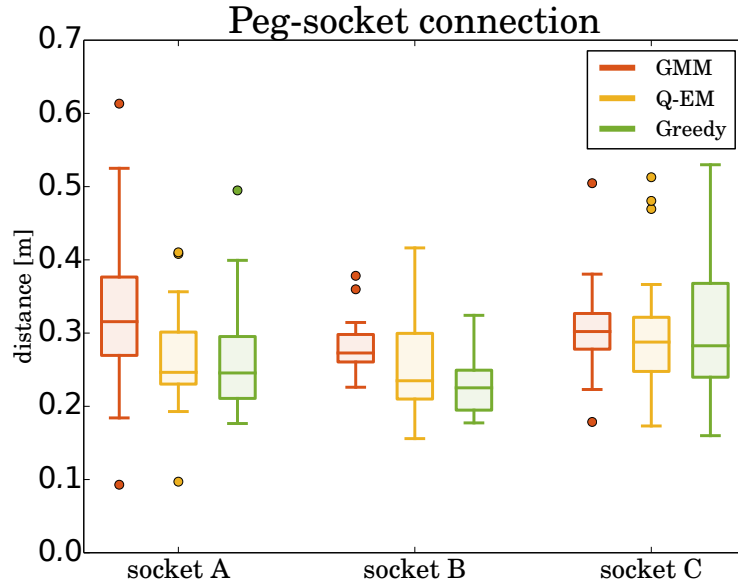 Peg-socket connection
0.7
0.6
0.5
0.4
0.3
0.2
0.1
0.0
distance [m]
GMM
Q-EM
Greedy
socket A
socket B
socket C